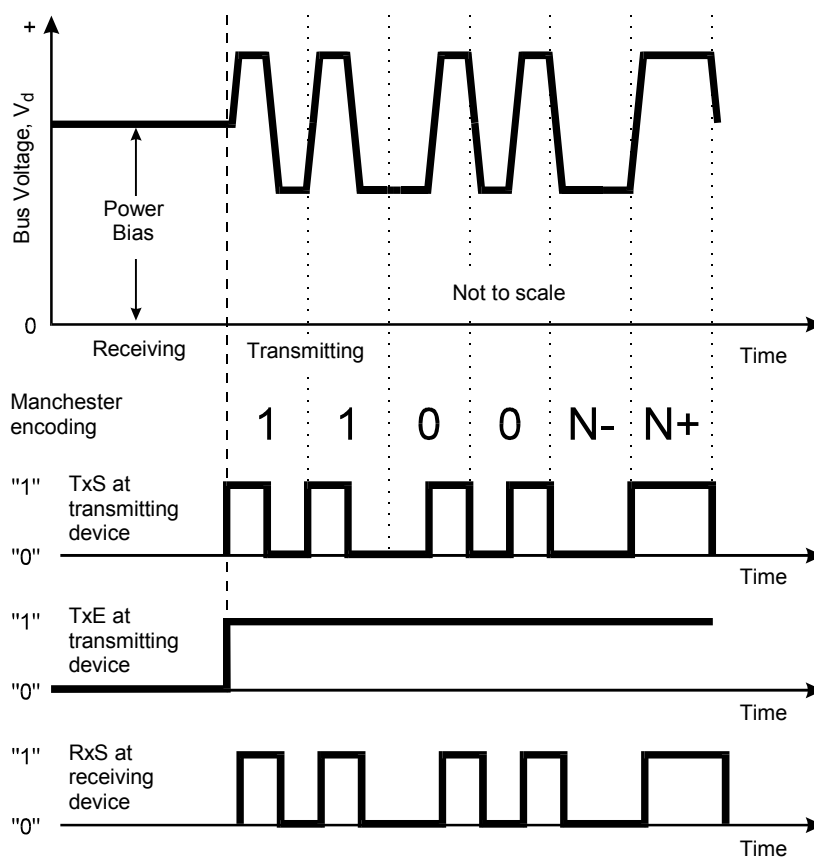 +
Bus Voltage, Vd
Power
Bias
Not to scale
0
Receiving
Transmitting
Time
Manchester
encoding
1
1
0
0
N-
N+
"1"
TxS at
transmitting
device
"0"
Time
"1"
TxE at
transmitting
device
"0"
Time
"1"
RxS at
receiving
device
"0"
Time